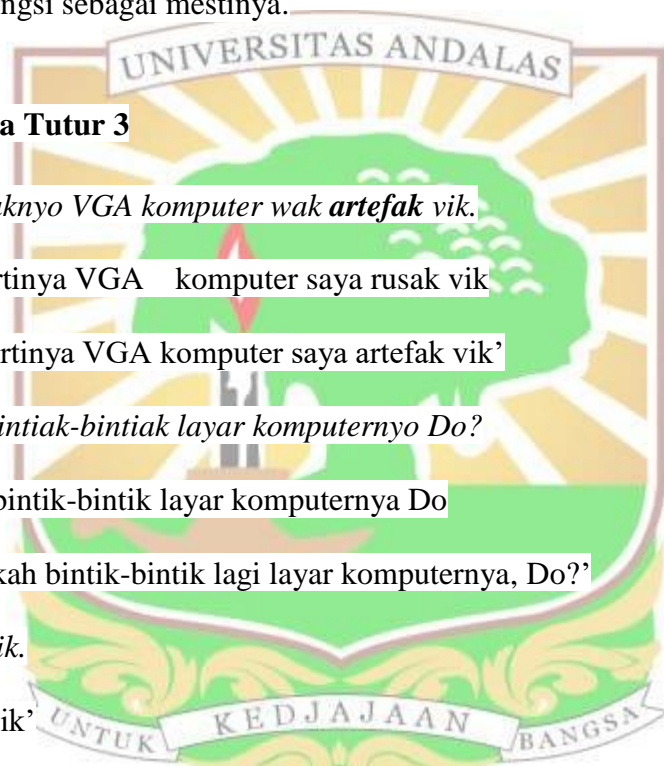 ngsi sebagai mestinya.
UNIVERSITAS ANDALAS
a Tutur 3
aknyo VGA komputer wak artefak vik.
rtinya VGA komputer saya rusak vik
rtinya VGA komputer saya artefak vik’
intiak-bintiak layar komputernyo Do?
bintik-bintik layar komputernya Do
kah bintik-bintik lagi layar komputernya, Do?’
ik.
ik’
UNTUK KEDJAJAAN BANGSA